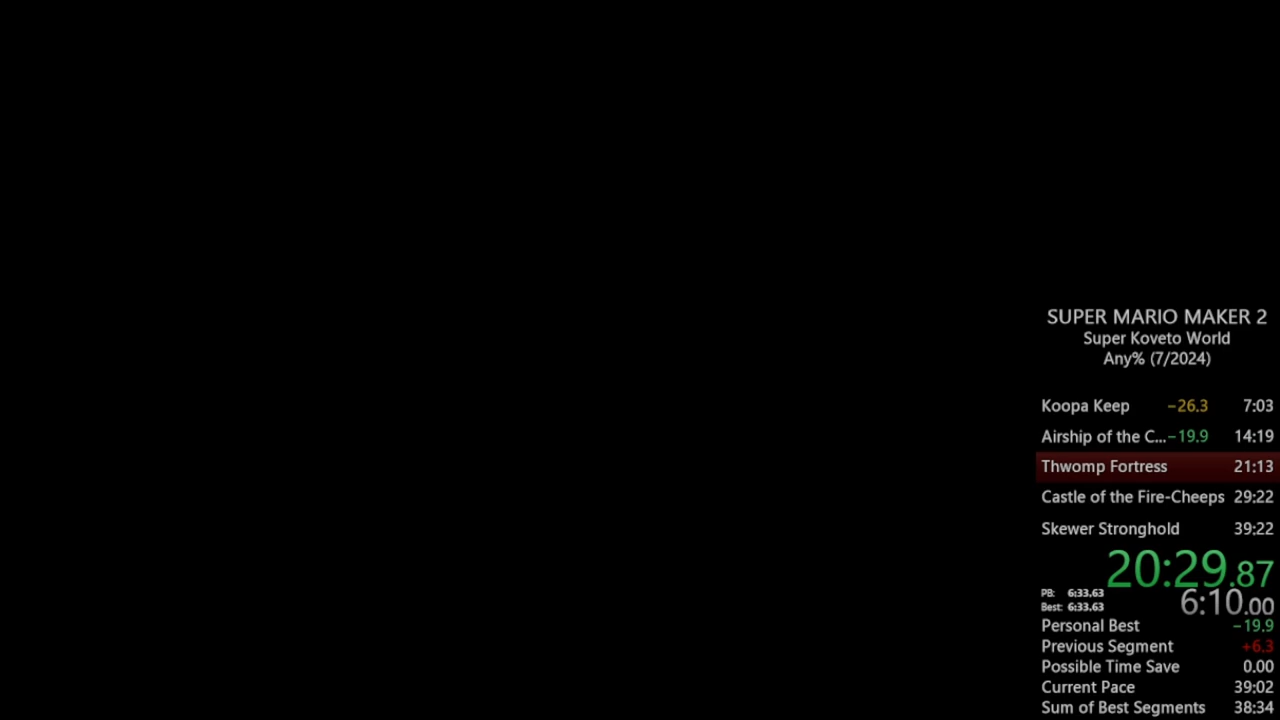 SUPER MARIO MAKER 2
Super Koveto World
Any% (7/2024)
Koopa Keep −26.3 7:03
Airship of the C... −19.9 14:19
Thwomp Fortress 21:13
Castle of the Fire-Cheeps 29:22
Skewer Stronghold 39:22
20:29.87
PB: 6:33.63
Best: 6:33.63
6:10.00
Personal Best −19.9
Previous Segment +6.3
Possible Time Save 0.00
Current Pace 39:02
Sum of Best Segments 38:34